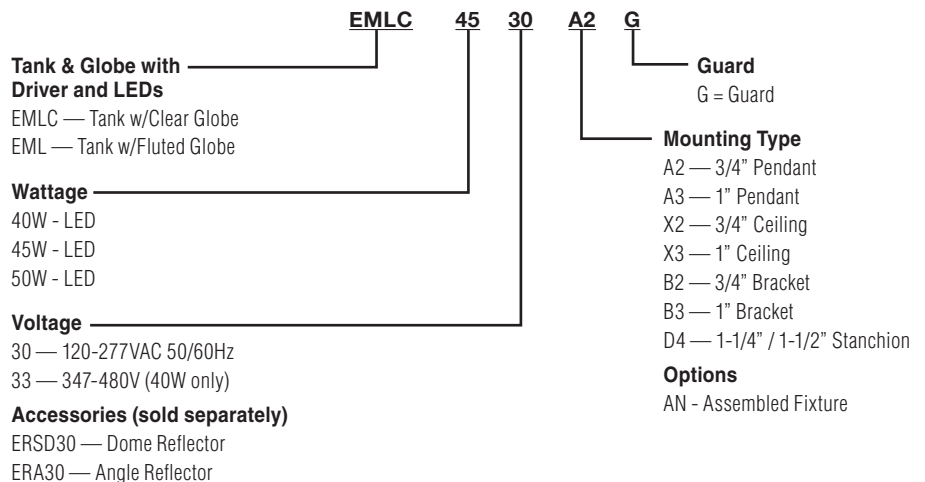 EMLC 45 30 A2 G
Tank & Globe with
Driver and LEDs
EMLC — Tank w/Clear Globe
EML — Tank w/Fluted Globe
Wattage
40W - LED
45W - LED
50W - LED
Voltage
30 — 120-277VAC 50/60Hz
33 — 347-480V (40W only)
Accessories (sold separately)
ERSD30 — Dome Reflector
ERA30 — Angle Reflector
Guard
G = Guard
Mounting Type
A2 — 3/4” Pendant
A3 — 1” Pendant
X2 — 3/4” Ceiling
X3 — 1” Ceiling
B2 — 3/4” Bracket
B3 — 1” Bracket
D4 — 1-1/4” / 1-1/2” Stanchion
Options
AN - Assembled Fixture